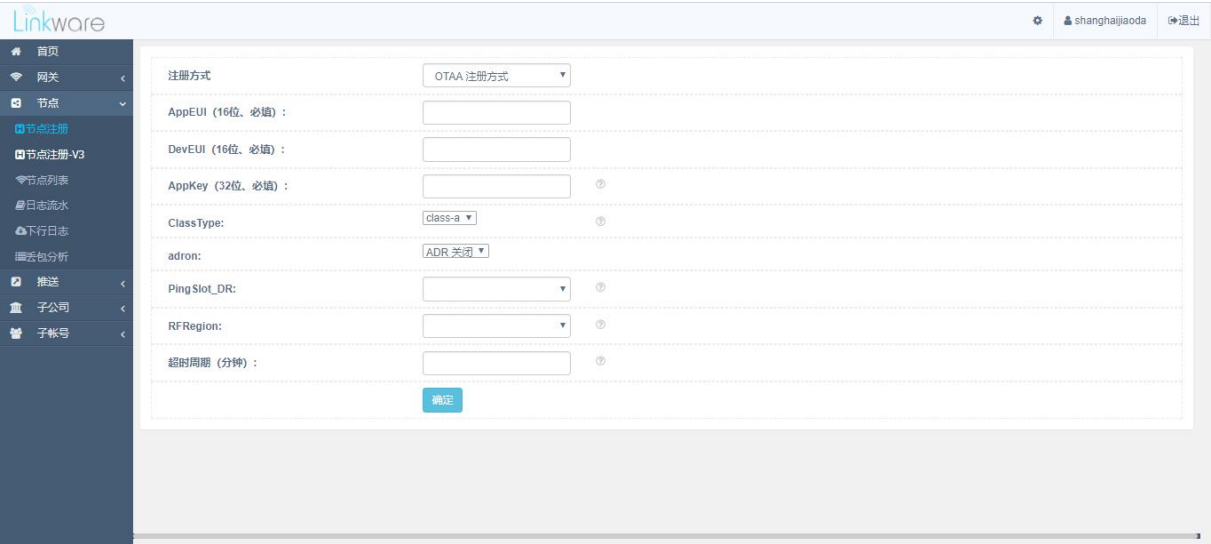 Linkware
shanghaijiaoda
退出
首页
网关
节点
节点注册
节点注册-V3
节点列表
日志流水
下行日志
丢包分析
推送
子公司
子帐号
注册方式
OTAA 注册方式
AppEUI（16位、必填）:
DevEUI（16位、必填）:
AppKey（32位、必填）:
ClassType:
class-a
adron:
ADR 关闭
PingSlot_DR:
RFRegion:
超时周期（分钟）:
确定